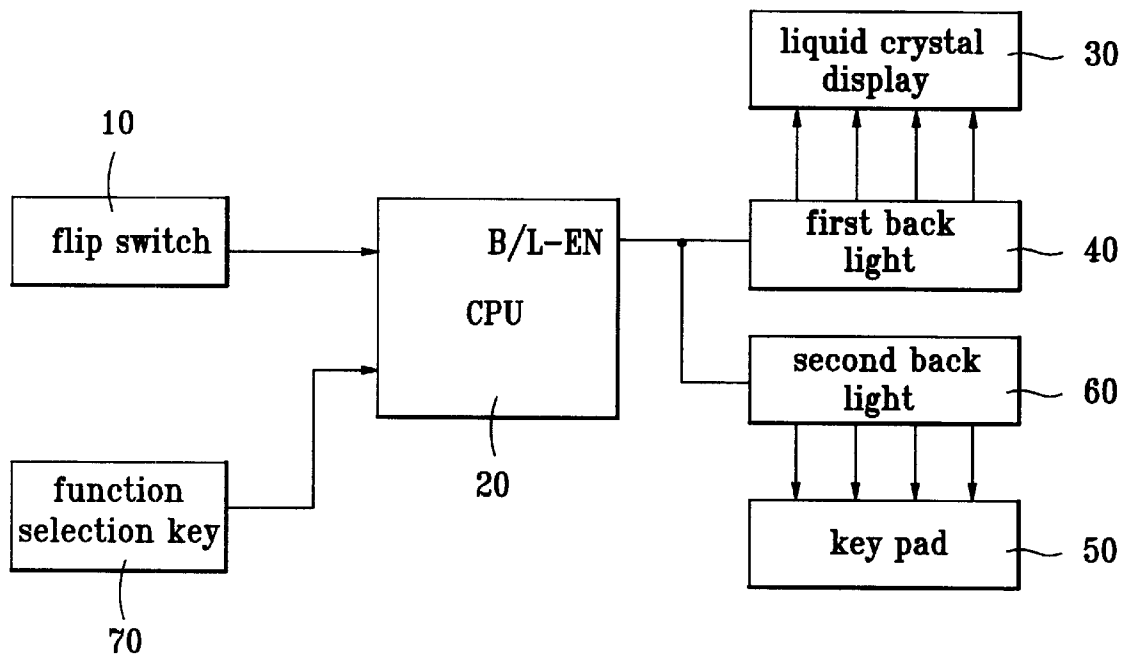 liquid crystal
display
30
10
flip switch
B/L-EN
CPU
first back
light
40
second back
light
60
function
selection key
20
key pad
50
70